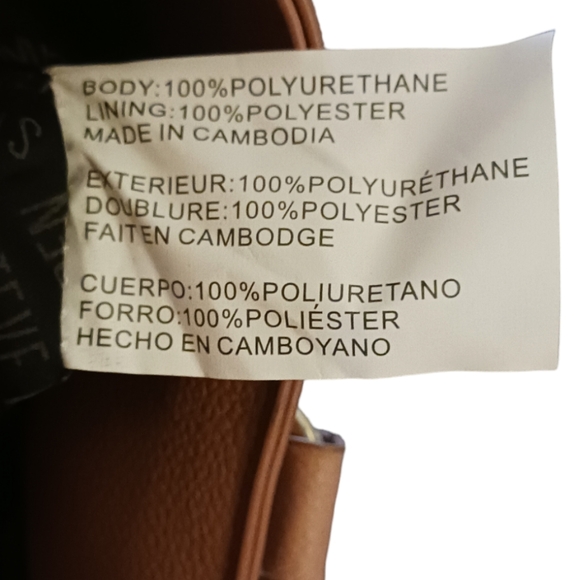 BODY:100%POLYURETHANE
LINING:100%POLYESTER
MADE IN CAMBODIA
EXTERIEUR:100%POLYURÉTHANE
DOUBLURE:100%POLYESTER
FAITEN CAMBODGE
CUERPO:100%POLIURETANO
FORRO:100%POLIÉSTER
HECHO EN CAMBOYANO